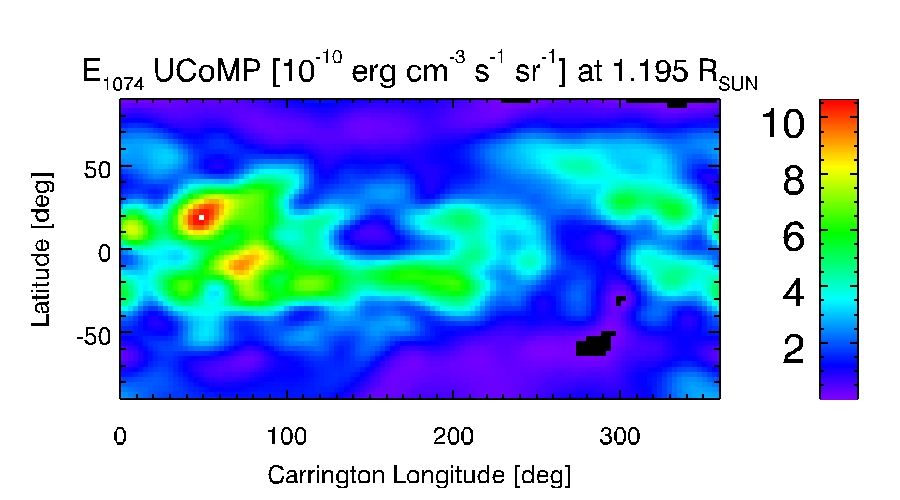 E1074 UCoMP [10-10 erg cm-3 s-1 sr-1] at 1.195 RSUN
10
8
6
4
2
50
0
-50
Latitude [deg]
0 100 200 300
Carrington Longitude [deg]